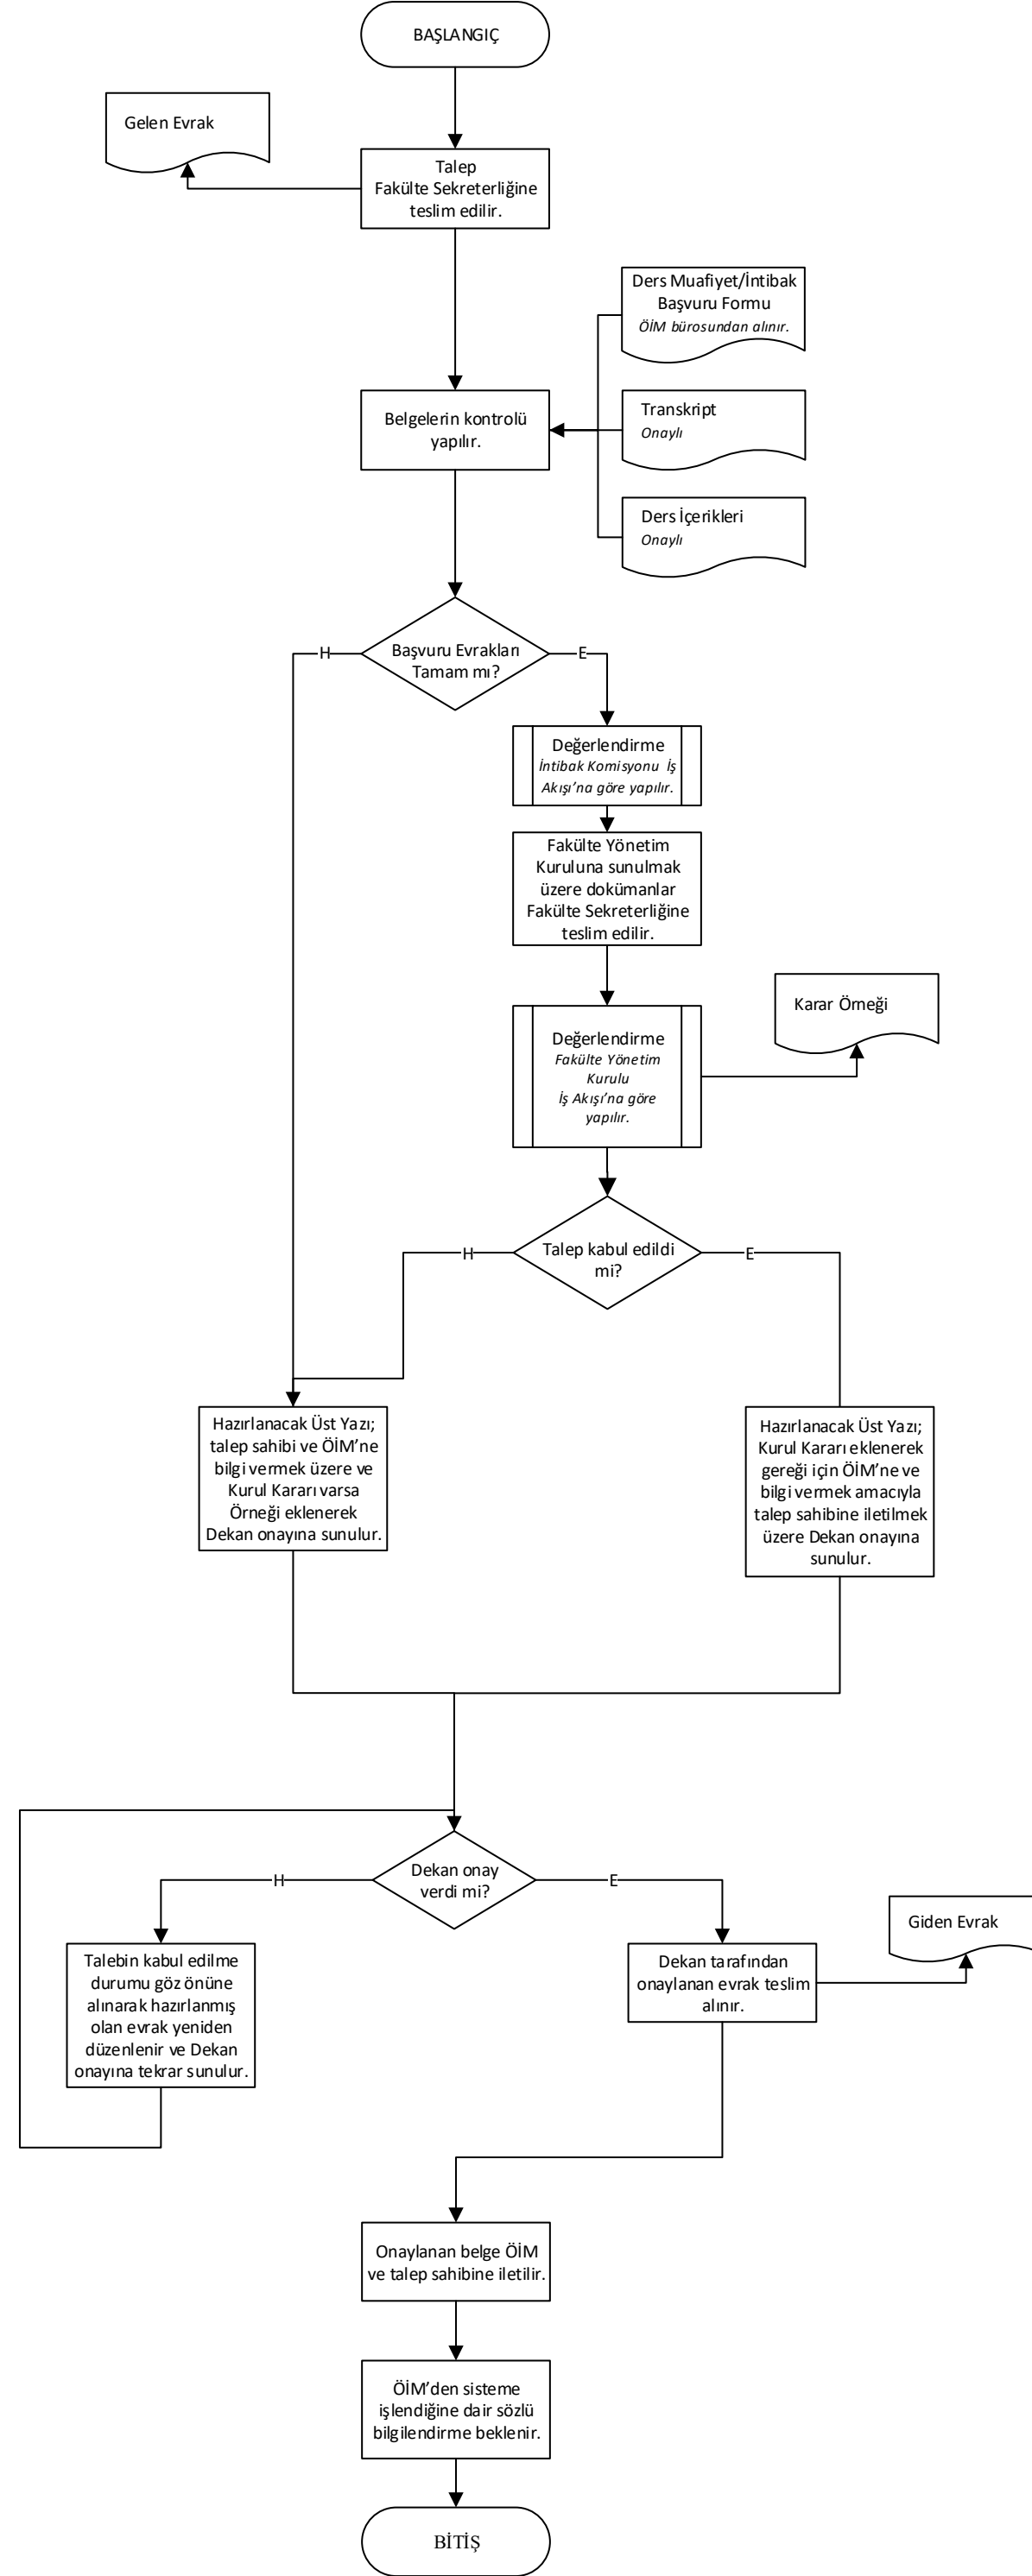 BAŞLANGIÇ
Gelen Evrak
Talep
Fakülte Sekreterliğine
teslim edilir.
Ders Muafiyet/İntibak
Başvuru Formu
ÖİM bürosundan alınır.
Belgelerin kontrolü
yapılır.
Transkript
Onaylı
Ders İçerikleri
Onaylı
Başvuru Evrakları
Tamam mı?
H
E
Değerlendirme
İntibak Komisyonu İş
Akışı’na göre yapılır.
Fakülte Yönetim
Kuruluna sunulmak
üzere dokümanlar
Fakülte Sekreterliğine
teslim edilir.
Karar Örneği
Değerlendirme
Fakülte Yönetim
Kurulu
İş Akışı’na göre
yapılır.
Talep kabul edildi
mi?
H
E
Hazırlanacak Üst Yazı;
talep sahibi ve ÖİM’ne
bilgi vermek üzere ve
Kurul Kararı varsa
Örneği eklenerek
Dekan onayına sunulur.
Hazırlanacak Üst Yazı;
Kurul Kararı eklenerek
gereği için ÖİM’ne ve
bilgi vermek amacıyla
talep sahibine iletilmek
üzere Dekan onayına
sunulur.
Dekan onay
verdi mi?
H
E
Giden Evrak
Talebin kabul edilme
durumu göz önüne
alınarak hazırlanmış
olan evrak yeniden
düzenlenir ve Dekan
onayına tekrar sunulur.
Dekan tarafından
onaylanan evrak teslim
alınır.
Onaylanan belge ÖİM
ve talep sahibine iletilir.
ÖİM’den sisteme
işlendiğine dair sözlü
bilgilendirme beklenir.
BİTİŞ